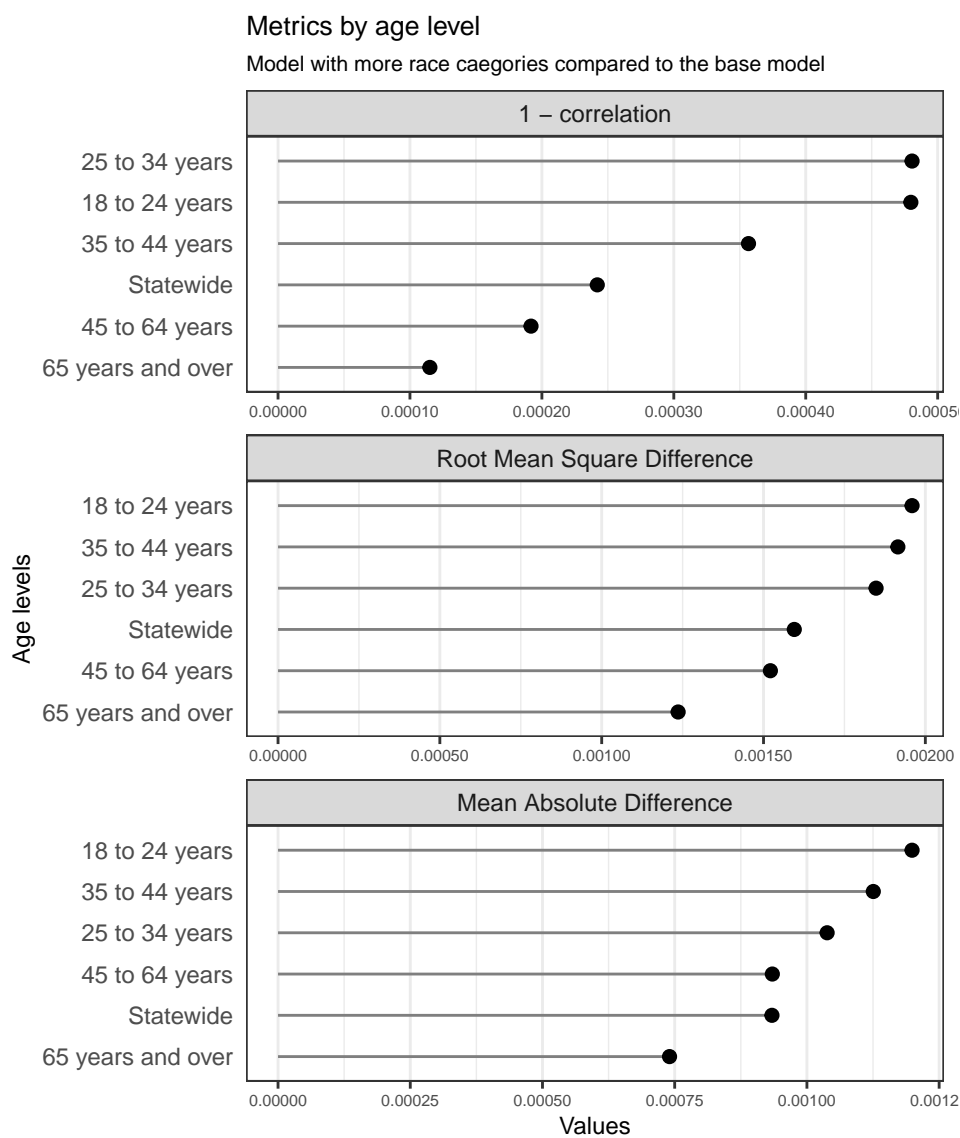 Metrics by age level
Model with more race caegories compared to the base model
1 − correlation
25 to 34 years
18 to 24 years
35 to 44 years
Statewide
45 to 64 years
65 years and over
0.00000 0.00010 0.00020 0.00030 0.00040 0.0005
Root Mean Square Difference
18 to 24 years
35 to 44 years
25 to 34 years
Statewide
45 to 64 years
65 years and over
0.00000 0.00050 0.00100 0.00150 0.00200
Mean Absolute Difference
18 to 24 years
35 to 44 years
25 to 34 years
45 to 64 years
Statewide
65 years and over
0.00000 0.00025 0.00050 0.00075 0.00100 0.0012
Values
Age levels